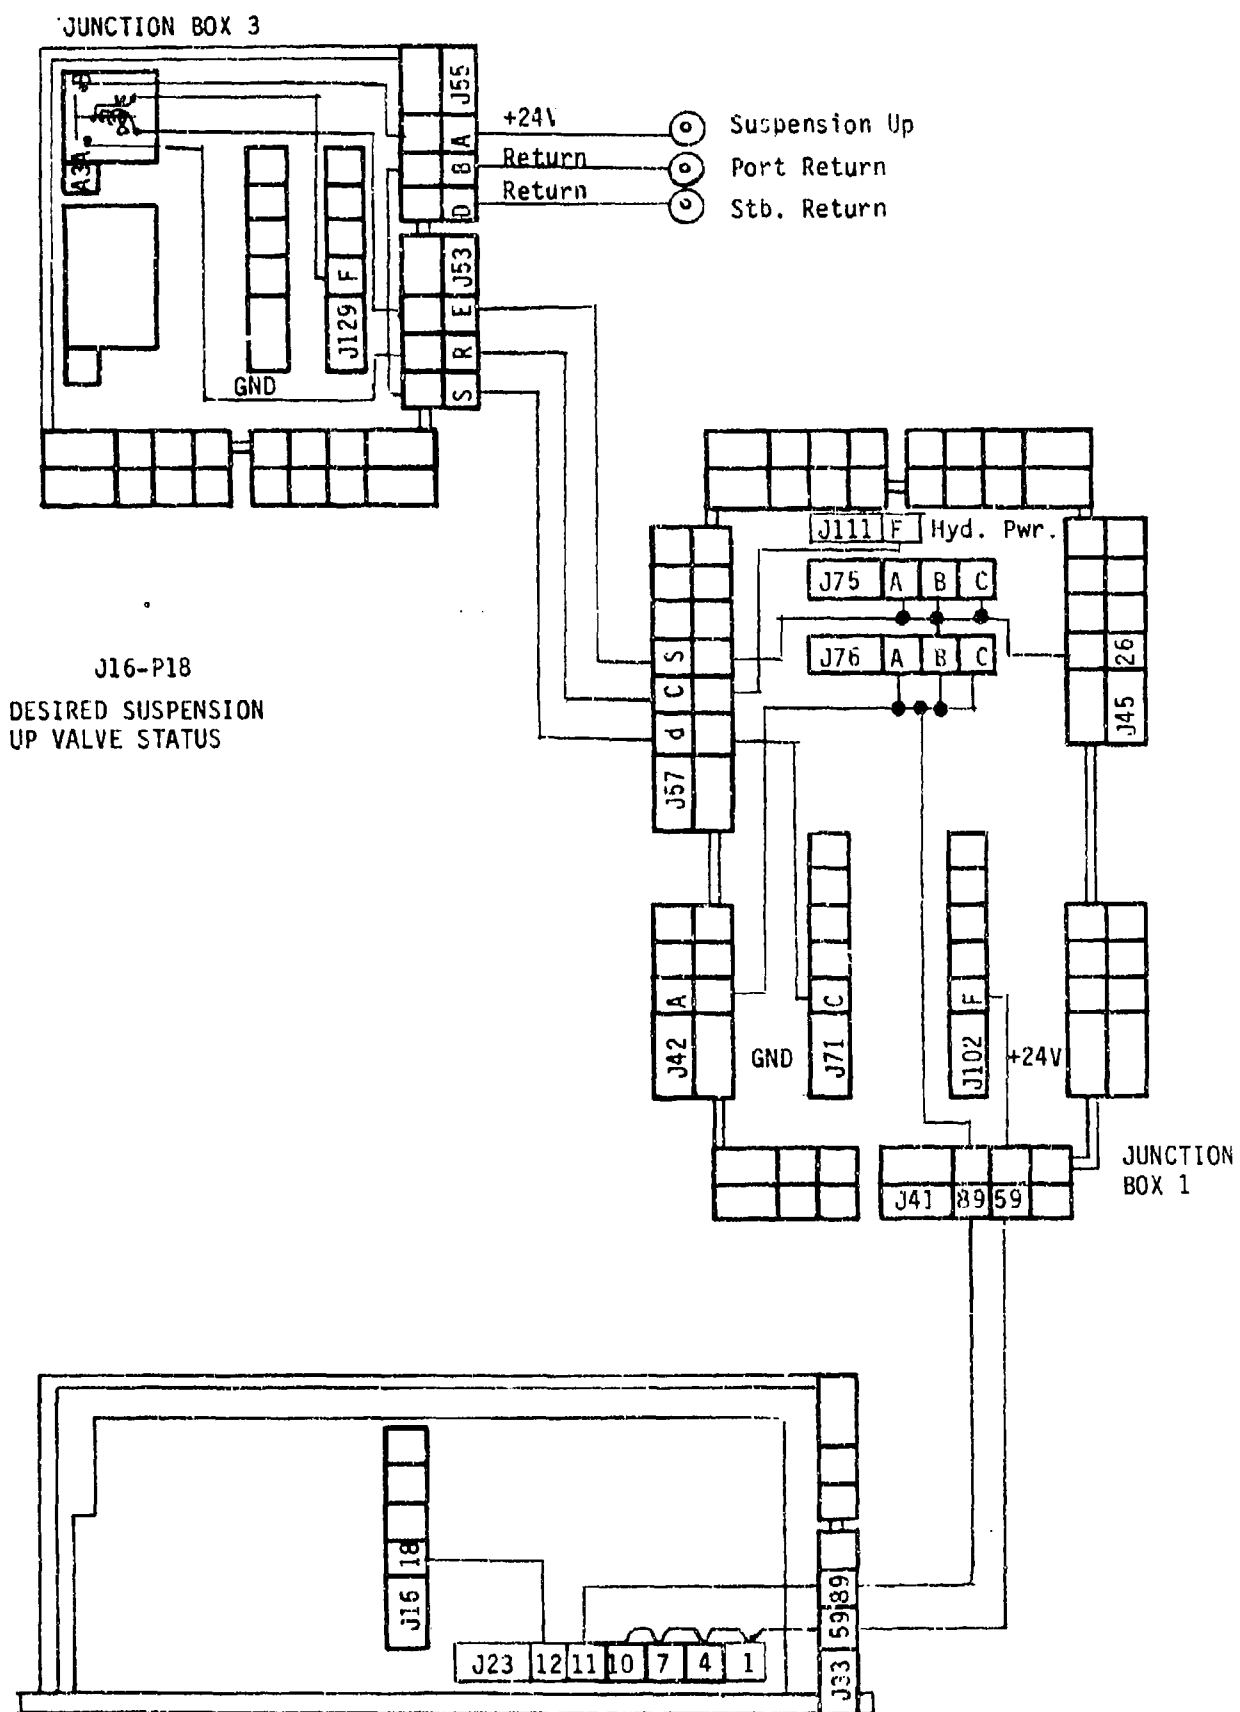 JUNCTION BOX 3
J55
A
B
D
+24V
Return
Return
Suspension Up
Port Return
Stb. Return
A3A
F
J129
GND
J53
E
R
S
J16-P18
DESIRED SUSPENSION
UP VALVE STATUS
J111 F Hyd. Pwr.
J75 A B C
J76 A B C
S
C
d
J57
26
J45
A
J42
GND
C
J71
F
J102
+24V
J41 89 59
JUNCTION
BOX 1
18
J16
J23 12 11 10 7 4 1
89
59
J33